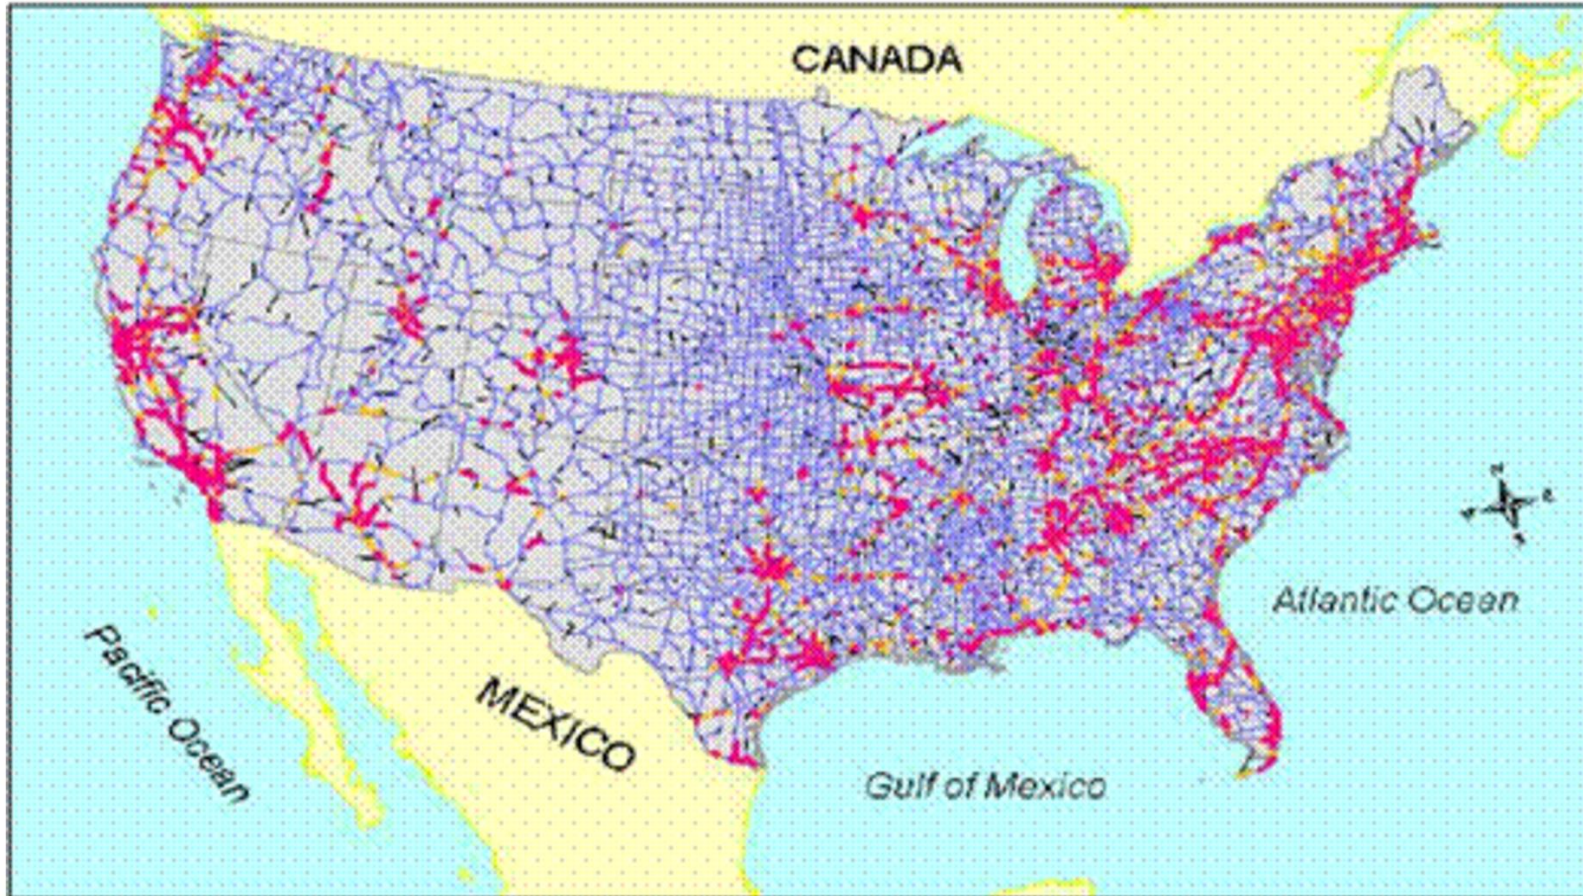 CANADA
Atlantic Ocean
Pacific Ocean
MEXICO
Gulf of Mexico